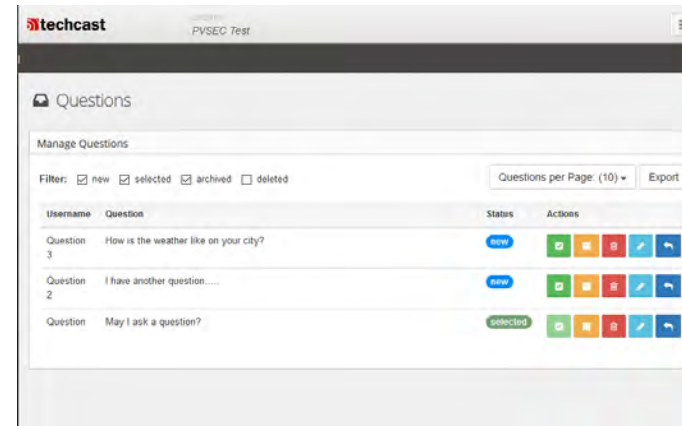 techcast
PVSEC Test
Questions
Manage Questions
Filter: new selected archived deleted
Questions per Page: (10)
Export
Username Question Status Actions
Question 3 How is the weather like on your city? new
Question 2 I have another question..... new
Question May I ask a question? selected